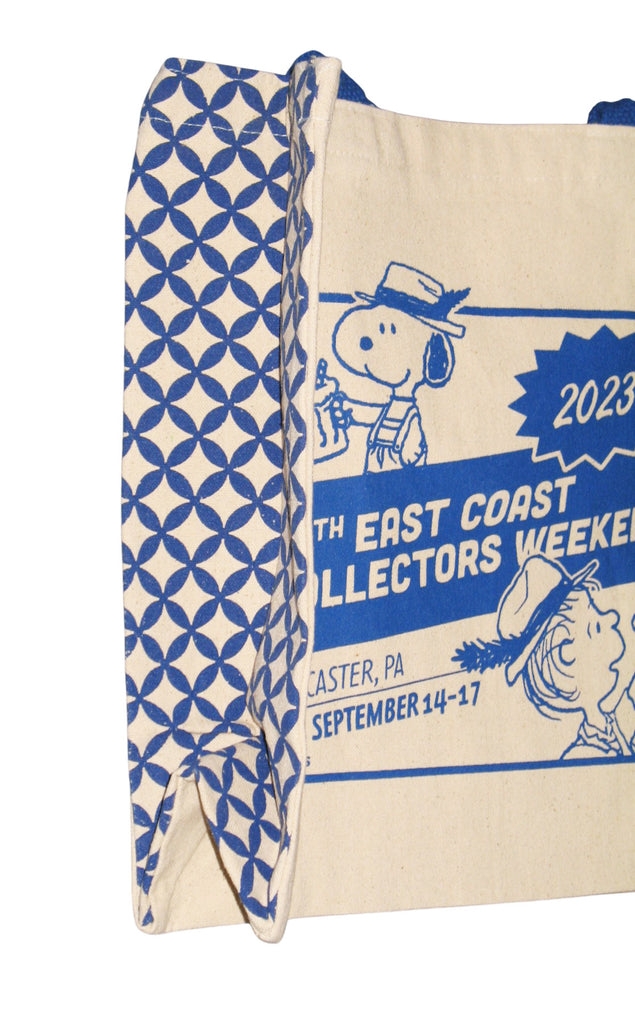 2023
TH EAST COAST
OLLECTORS WEEKE
CASTER, PA
SEPTEMBER 14-17
s